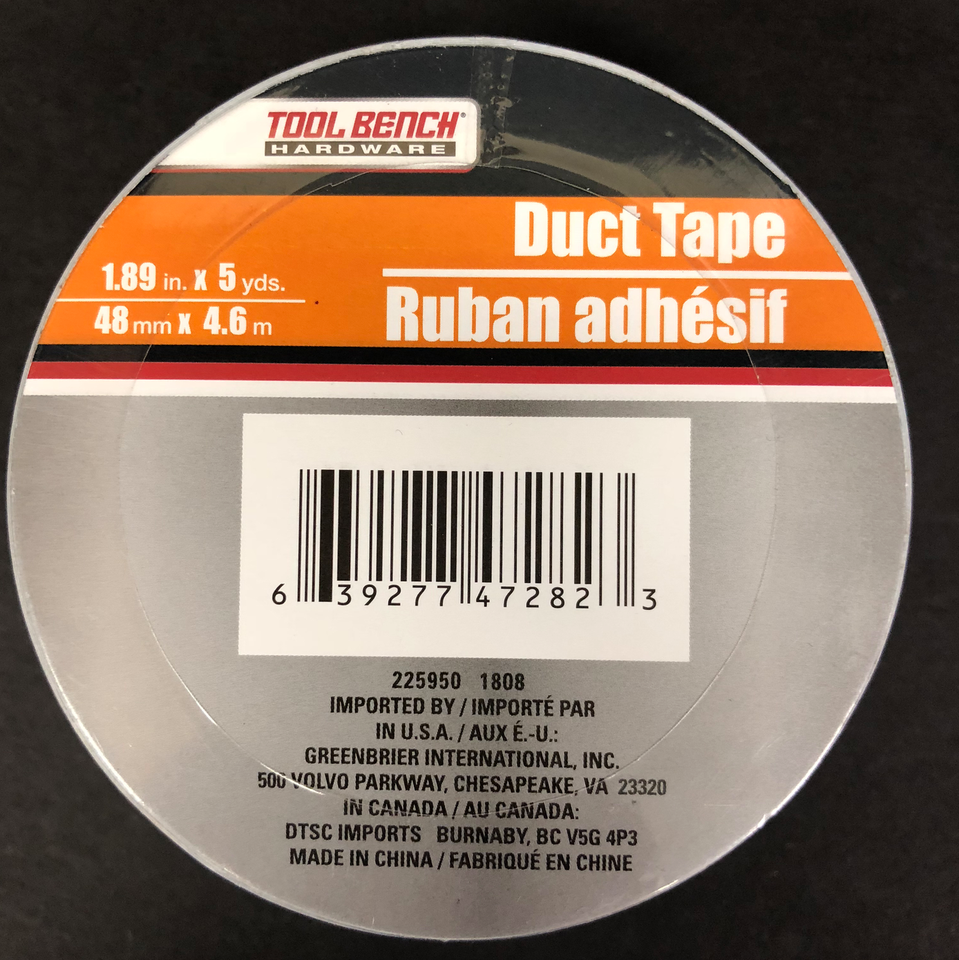 TOOL BENCH®
HARDWARE
Duct Tape
1.89 in. x 5 yds.
Ruban adhésif
48 mm x 4.6 m
6 39277 47282 3
225950 1808
IMPORTED BY / IMPORTÉ PAR
IN U.S.A. / AUX É.-U.:
GREENBRIER INTERNATIONAL, INC.
500 VOLVO PARKWAY, CHESAPEAKE, VA 23320
IN CANADA / AU CANADA:
DTSC IMPORTS BURNABY, BC V5G 4P3
MADE IN CHINA / FABRIQUÉ EN CHINE